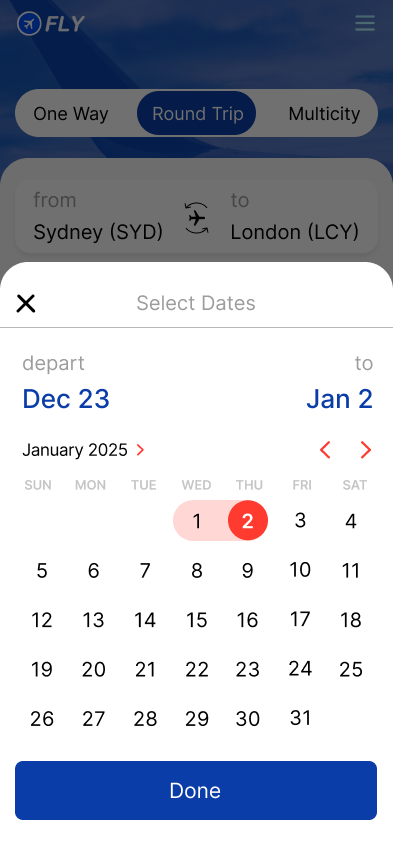 FLY
One Way Round Trip Multicity
from to
Sydney (SYD) London (LCY)
Select Dates
depart to
Dec 23 Jan 2
January 2025
SUN MON TUE WED THU FRI SAT
1 2 3 4
5 6 7 8 9 10 11
12 13 14 15 16 17 18
19 20 21 22 23 24 25
26 27 28 29 30 31
Done